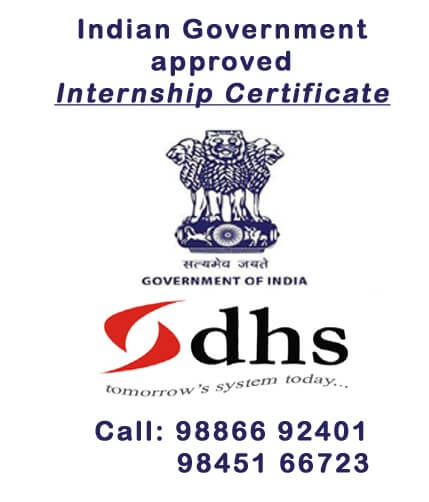 Indian Government
approved
Internship Certificate
सत्यमेव जयते
GOVERNMENT OF INDIA
dhs
tomorrow's system today...
Call: 98866 92401
98451 66723